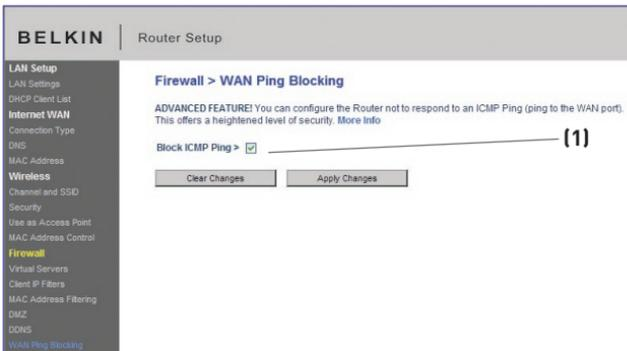 BELKIN
Router Setup
LAN Setup
LAN Settings
DHCP Client List
Internet WAN
Connection Type
DNS
MAC Address
Wireless
Channel and SSID
Security
Use as Access Point
MAC Address Control
Firewall
Virtual Servers
Client IP Filters
MAC Address Filtering
DMZ
DDNS
WAN Ping Blocking
Firewall > WAN Ping Blocking
ADVANCED FEATURE! You can configure the Router not to respond to an ICMP Ping (ping to the WAN port).
This offers a heightened level of security. More Info
Block ICMP Ping >
(1)
Clear Changes
Apply Changes